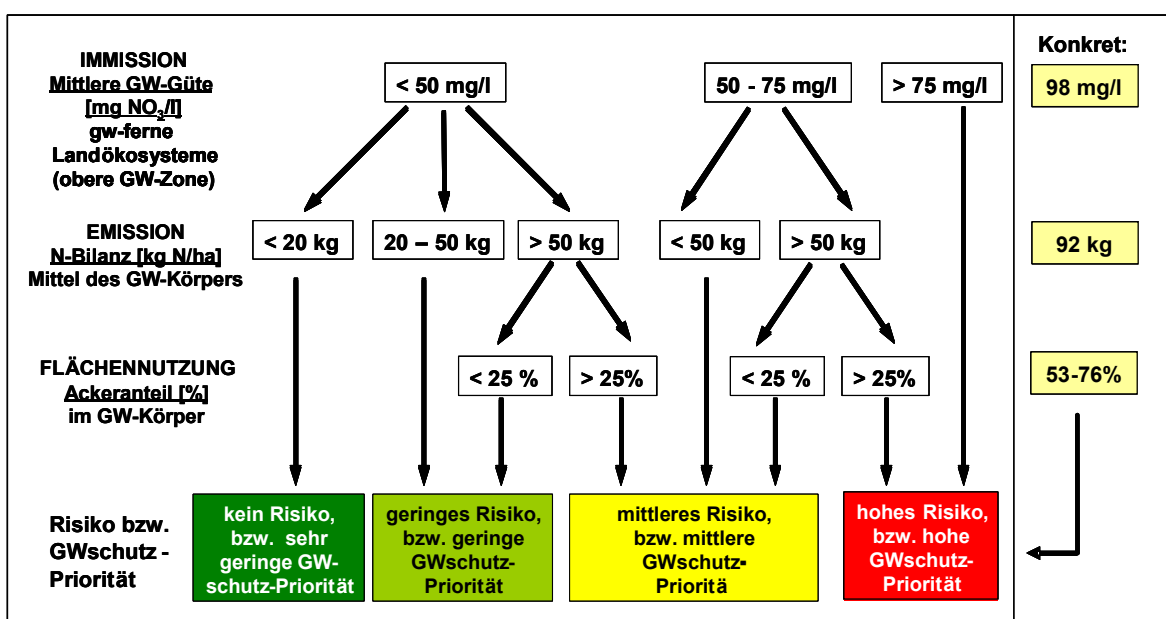 IMMISSION
Mittlere GW-Güte
[mg NO3/l]
gw-ferne
Landökosysteme
(obere GW-Zone)
< 50 mg/l
50 - 75 mg/l
> 75 mg/l
Konkret:
98 mg/l
EMISSION
N-Bilanz [kg N/ha]
Mittel des GW-Körpers
< 20 kg
20 – 50 kg
> 50 kg
< 50 kg
> 50 kg
92 kg
FLÄCHENNUTZUNG
Ackeranteil [%]
im GW-Körper
< 25 %
> 25%
< 25 %
> 25%
53-76%
Risiko bzw.
GWschutz -
Priorität
kein Risiko,
bzw. sehr
geringe GW-
schutz-Priorität
geringes Risiko,
bzw. geringe
GWschutz-
Priorität
mittleres Risiko,
bzw. mittlere
GWschutz-
Prioritä
hohes Risiko,
bzw. hohe
GWschutz-
Priorität